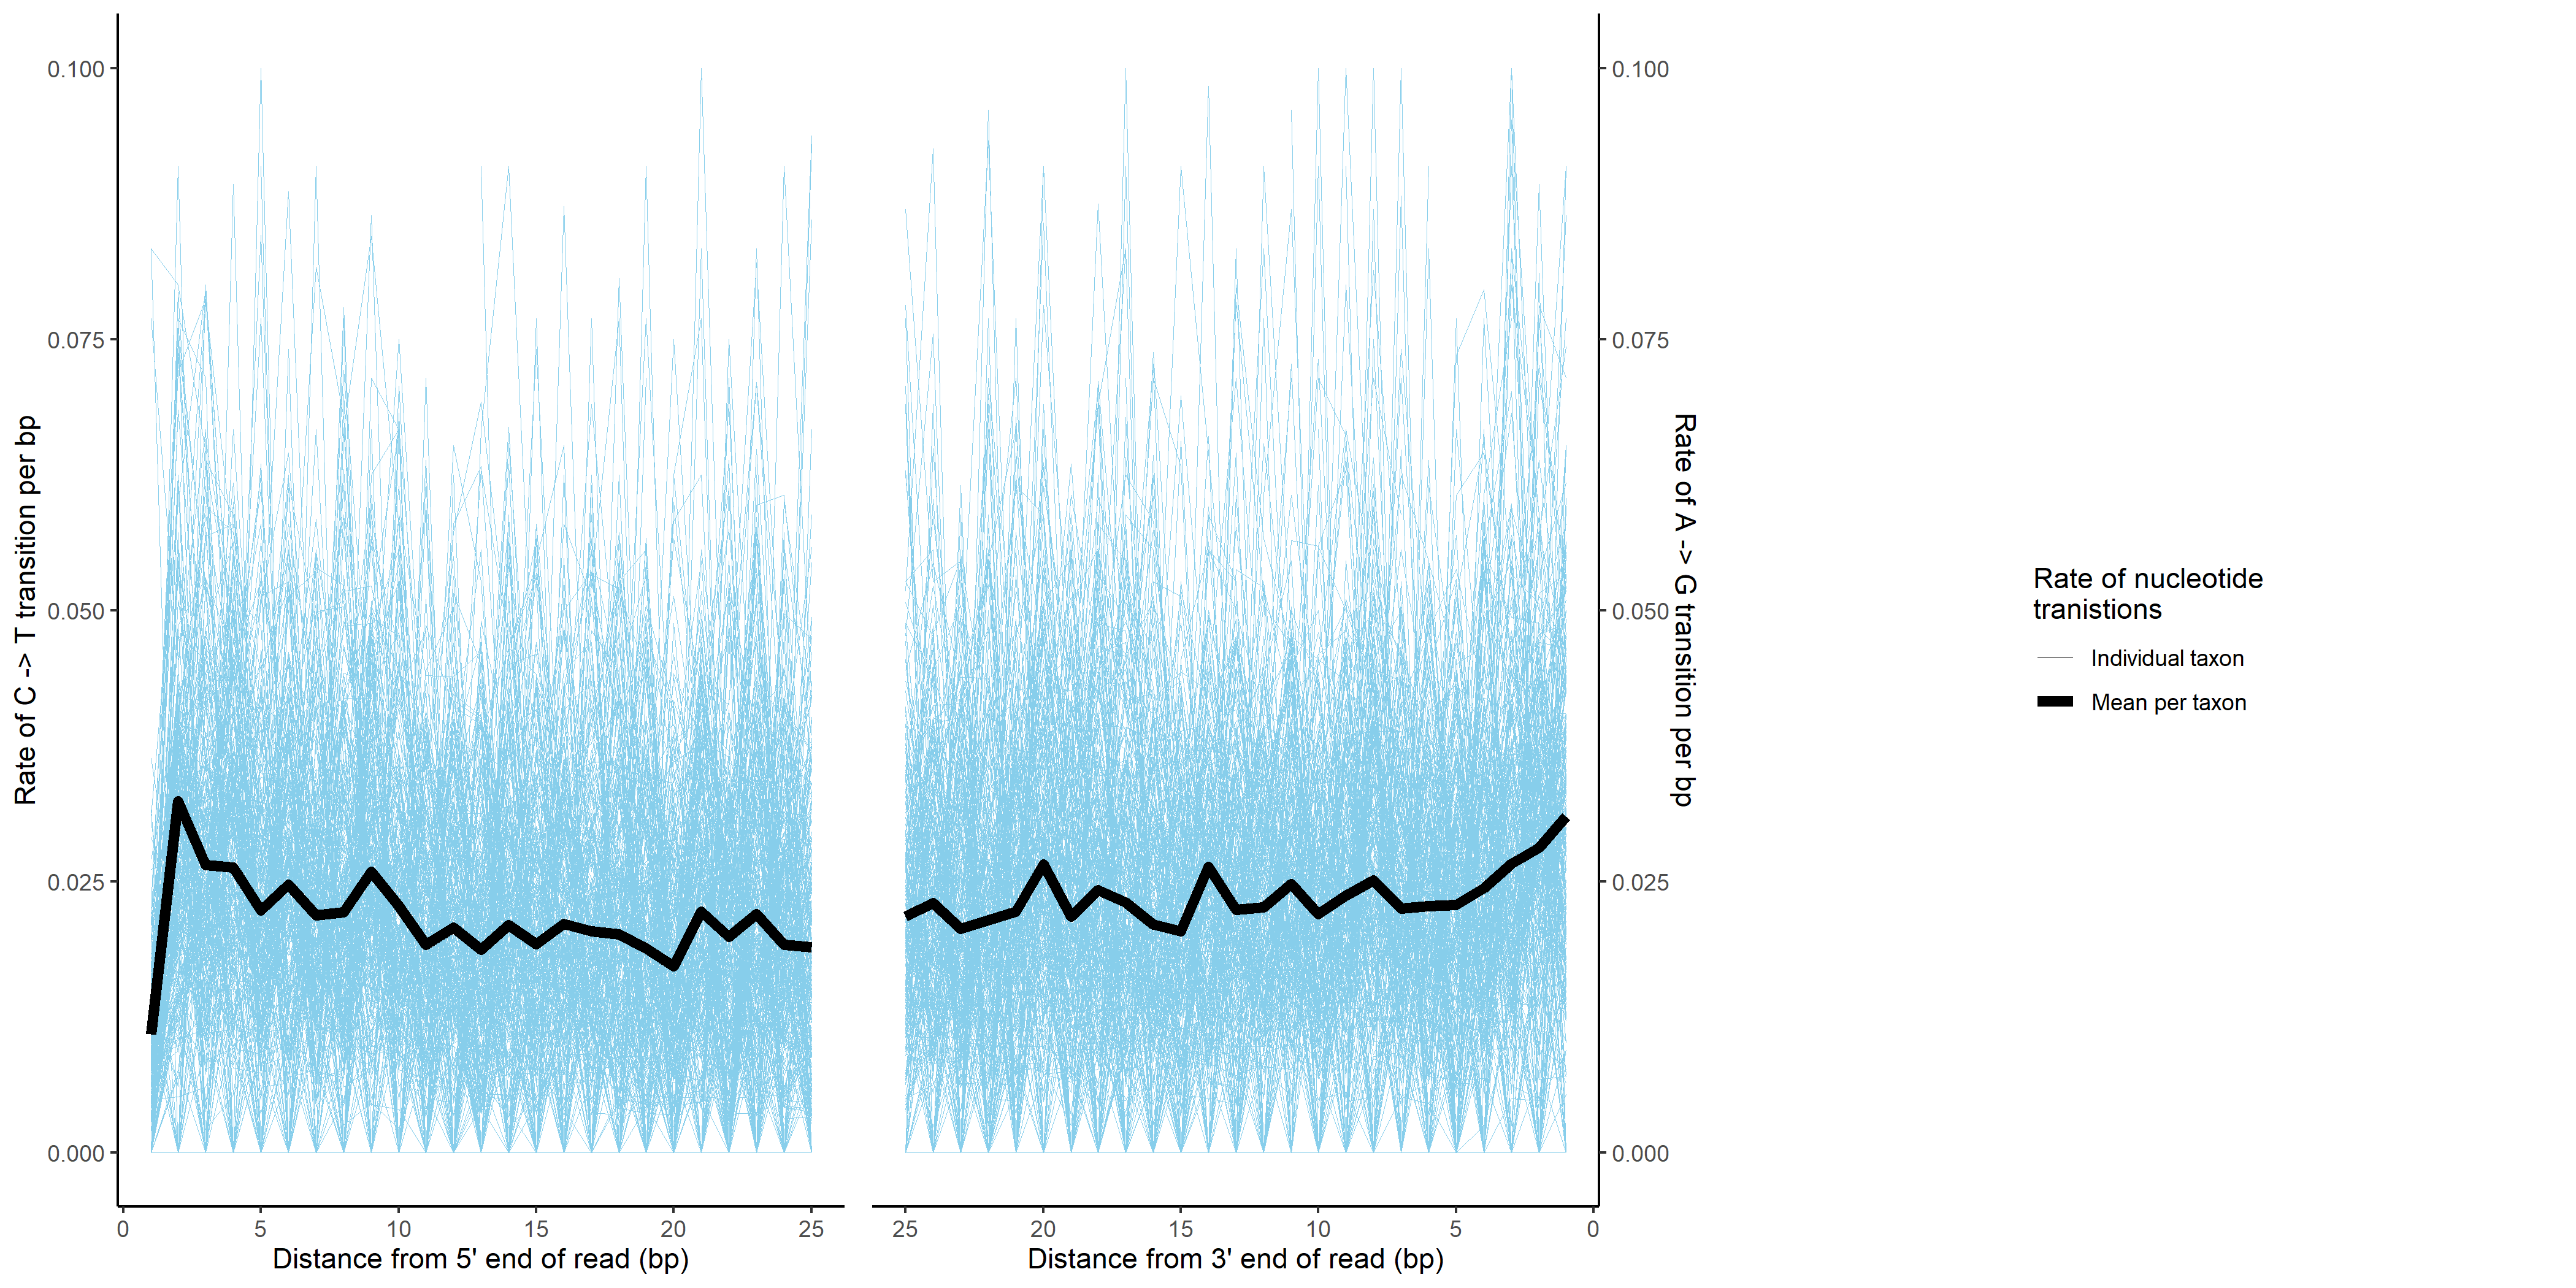 Rate of C -> T transition per bp
0.100
0.075
0.050
0.025
0.000
0 5 10 15 20 25
Distance from 5' end of read (bp)
25 20 15 10 5 0
Distance from 3' end of read (bp)
0.100
0.075
0.050
0.025
0.000
Rate of A -> G transition per bp
Rate of nucleotide
tranistions
Individual taxon
Mean per taxon